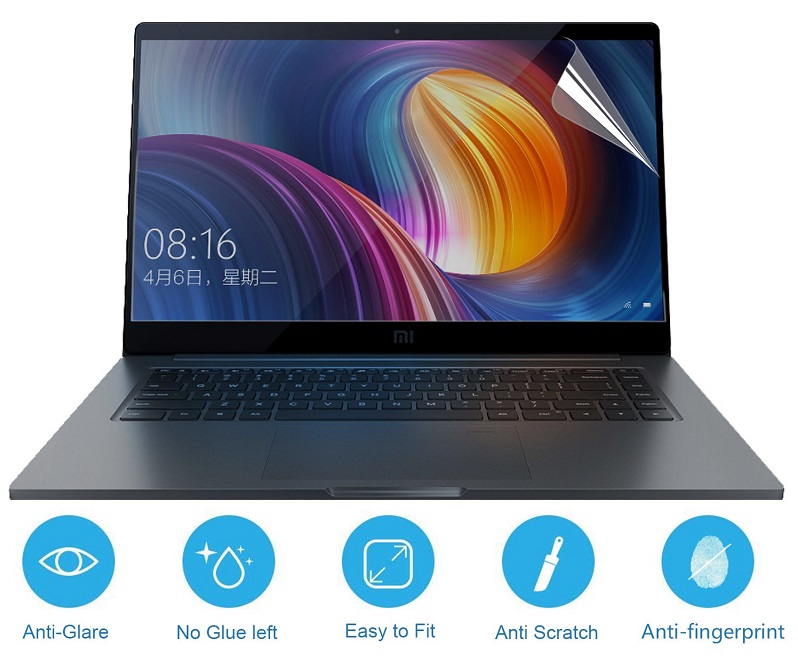 08:16
4月6日，星期二
mi
Anti-Glare
No Glue left
Easy to Fit
Anti Scratch
Anti-fingerprint